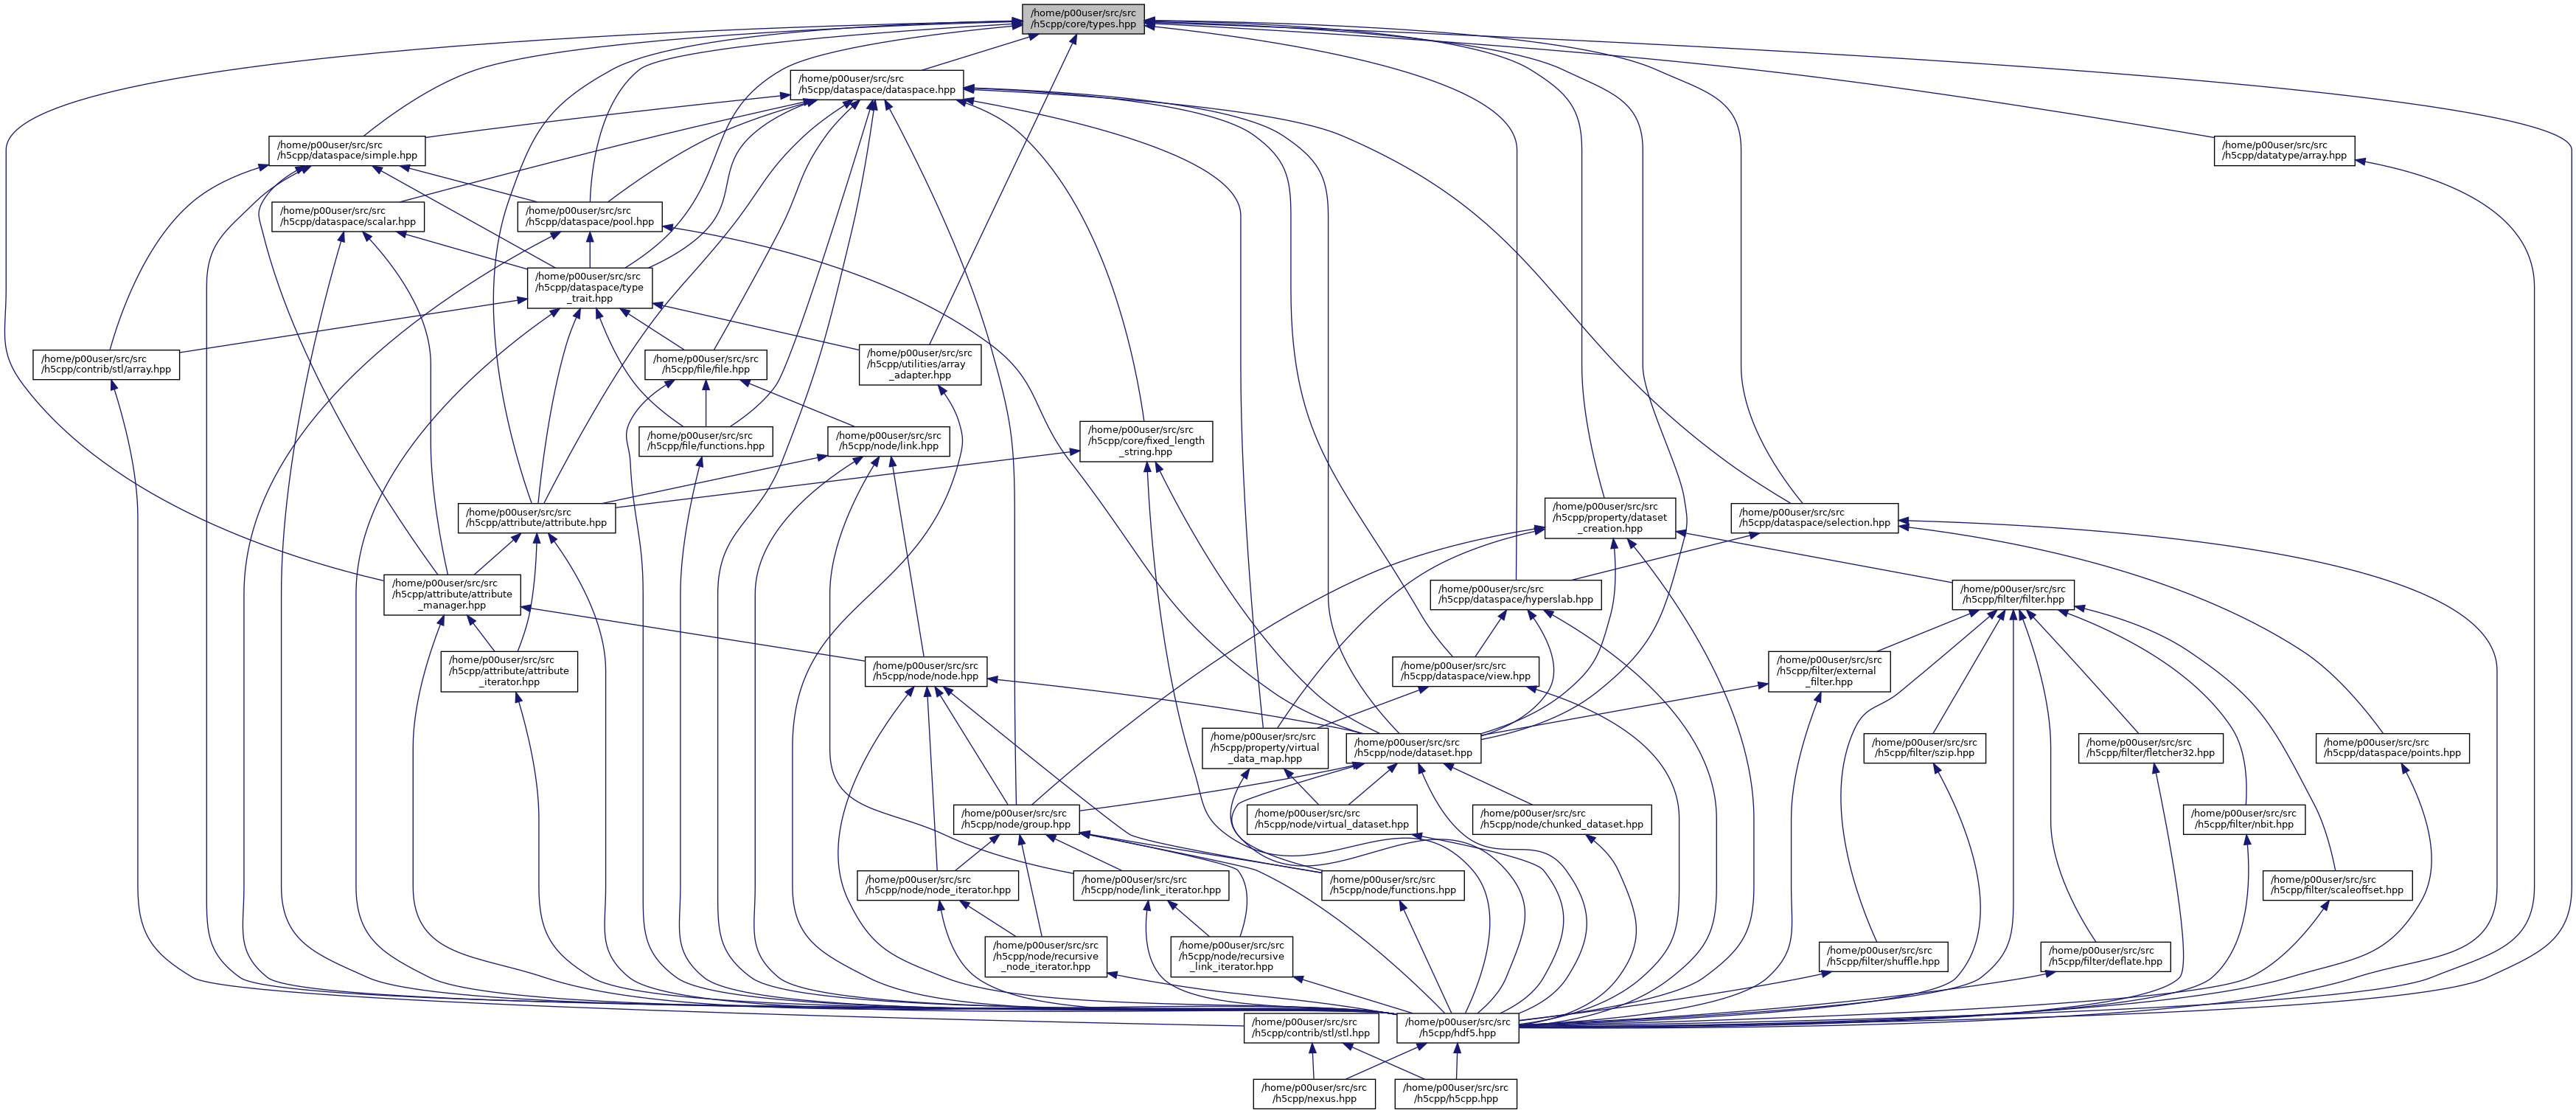 /home/p00user/src/src
/h5cpp/core/types.hpp
/home/p00user/src/src
/h5cpp/dataspace/dataspace.hpp
/home/p00user/src/src
/h5cpp/dataspace/simple.hpp
/home/p00user/src/src
/h5cpp/datatype/array.hpp
/home/p00user/src/src
/h5cpp/dataspace/scalar.hpp
/home/p00user/src/src
/h5cpp/dataspace/pool.hpp
/home/p00user/src/src
/h5cpp/dataspace/type
_trait.hpp
/home/p00user/src/src
/h5cpp/contrib/stl/array.hpp
/home/p00user/src/src
/h5cpp/file/file.hpp
/home/p00user/src/src
/h5cpp/utilities/array
_adapter.hpp
/home/p00user/src/src
/h5cpp/file/functions.hpp
/home/p00user/src/src
/h5cpp/node/link.hpp
/home/p00user/src/src
/h5cpp/core/fixed_length
_string.hpp
/home/p00user/src/src
/h5cpp/attribute/attribute.hpp
/home/p00user/src/src
/h5cpp/property/dataset
_creation.hpp
/home/p00user/src/src
/h5cpp/dataspace/selection.hpp
/home/p00user/src/src
/h5cpp/attribute/attribute
_manager.hpp
/home/p00user/src/src
/h5cpp/dataspace/hyperslab.hpp
/home/p00user/src/src
/h5cpp/filter/filter.hpp
/home/p00user/src/src
/h5cpp/attribute/attribute
_iterator.hpp
/home/p00user/src/src
/h5cpp/node/node.hpp
/home/p00user/src/src
/h5cpp/dataspace/view.hpp
/home/p00user/src/src
/h5cpp/filter/external
_filter.hpp
/home/p00user/src/src
/h5cpp/property/virtual
_data_map.hpp
/home/p00user/src/src
/h5cpp/node/dataset.hpp
/home/p00user/src/src
/h5cpp/filter/szip.hpp
/home/p00user/src/src
/h5cpp/filter/fletcher32.hpp
/home/p00user/src/src
/h5cpp/dataspace/points.hpp
/home/p00user/src/src
/h5cpp/node/group.hpp
/home/p00user/src/src
/h5cpp/node/virtual_dataset.hpp
/home/p00user/src/src
/h5cpp/node/chunked_dataset.hpp
/home/p00user/src/src
/h5cpp/filter/nbit.hpp
/home/p00user/src/src
/h5cpp/node/node_iterator.hpp
/home/p00user/src/src
/h5cpp/node/link_iterator.hpp
/home/p00user/src/src
/h5cpp/node/functions.hpp
/home/p00user/src/src
/h5cpp/filter/scaleoffset.hpp
/home/p00user/src/src
/h5cpp/node/recursive
_node_iterator.hpp
/home/p00user/src/src
/h5cpp/node/recursive
_link_iterator.hpp
/home/p00user/src/src
/h5cpp/filter/shuffle.hpp
/home/p00user/src/src
/h5cpp/filter/deflate.hpp
/home/p00user/src/src
/h5cpp/contrib/stl/stl.hpp
/home/p00user/src/src
/h5cpp/hdf5.hpp
/home/p00user/src/src
/h5cpp/nexus.hpp
/home/p00user/src/src
/h5cpp/h5cpp.hpp